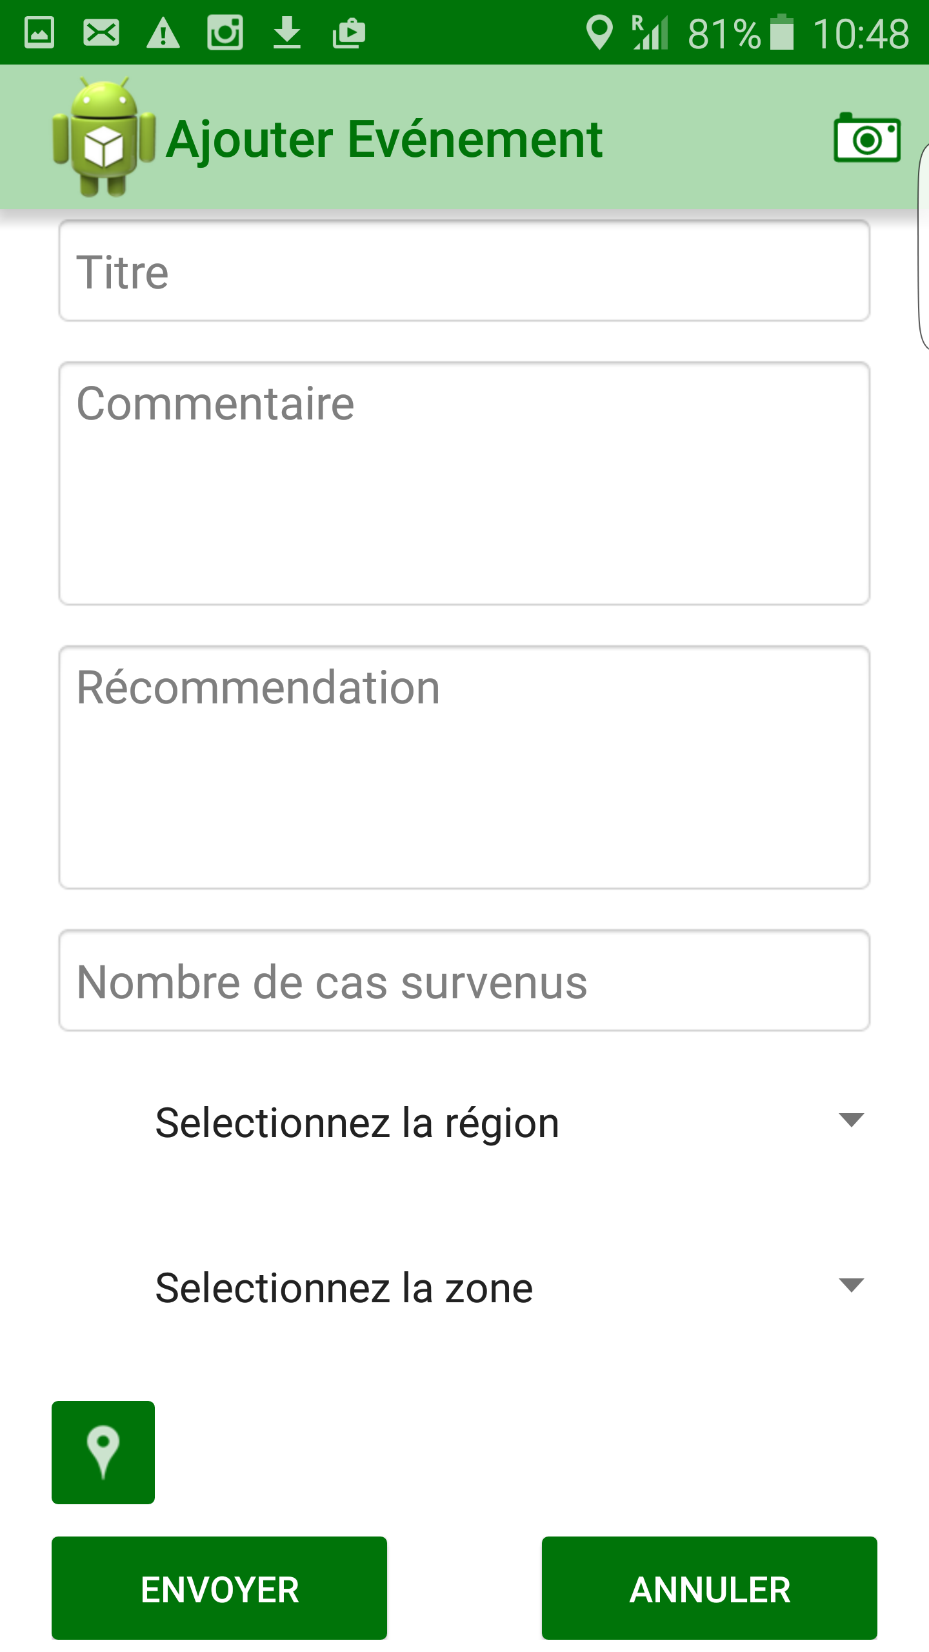 R 81% 10:48
Ajouter Evénement
Titre
Commentaire
Récommendation
Nombre de cas survenus
Selectionnez la région
Selectionnez la zone
ENVOYER ANNULER